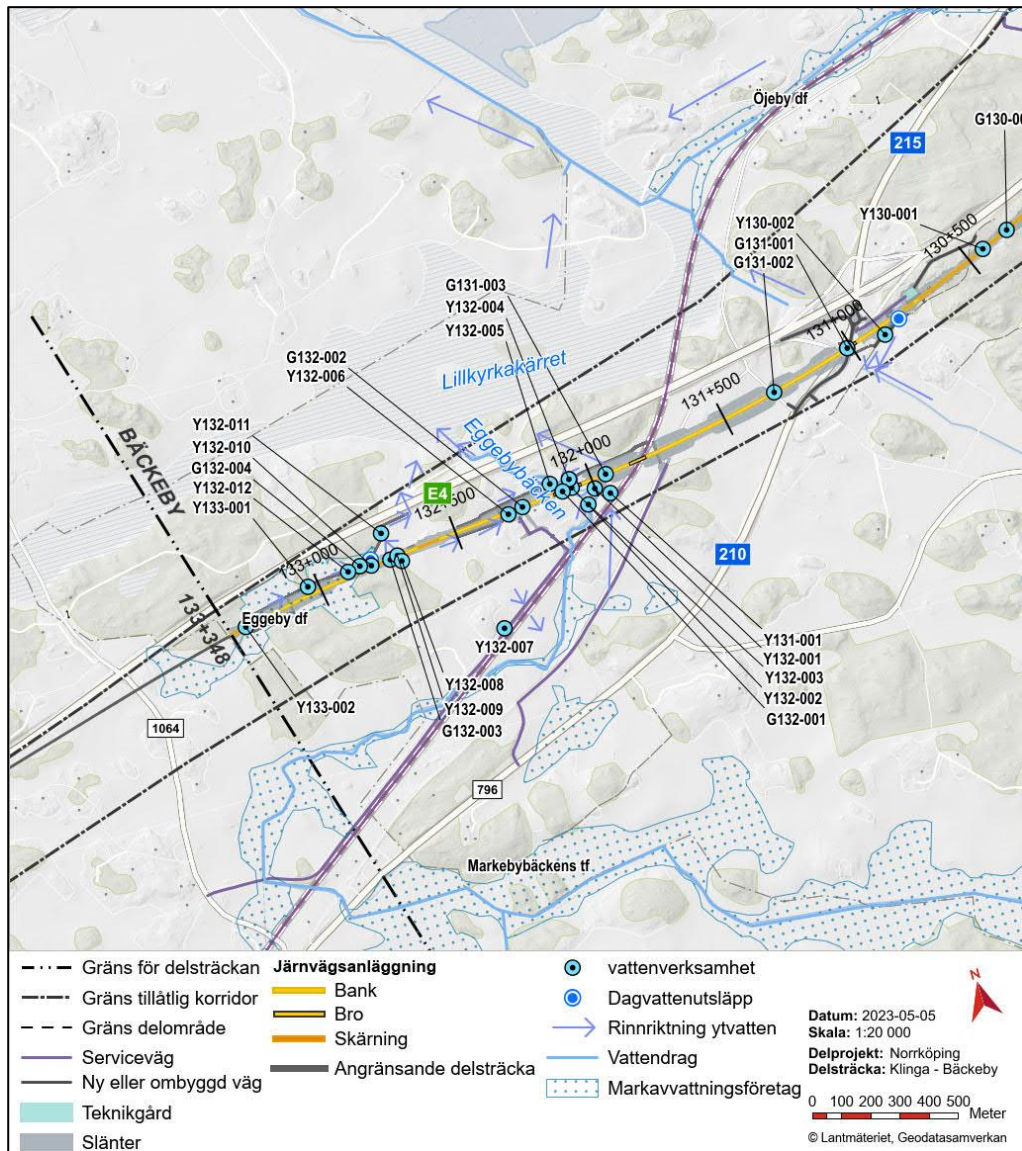 Öjeby df
G130-00
215
Y130-002
G131-001
G131-002
Y130-001
130+500
G131-003
Y132-004
Y132-005
131+000
G132-002
Y132-006
Lillkyrkakärret
131+500
Y132-011
Y132-010
G132-004
Y132-012
Y133-001
BÄCKEBY
Eggebybäcken
132+000
E4
132+500
133+000
210
133+348
Eggeby df
Y132-007
Y131-001
Y132-001
Y132-003
Y132-002
G132-001
Y132-008
Y132-009
G132-003
Y133-002
1064
796
Markebybäckens tf
Gräns för delsträckan
Gräns tillåtlig korridor
Gräns delområde
Serviceväg
Ny eller ombyggd väg
Teknikgård
Slänter
Järnvägsanläggning
Bank
Bro
Skärning
Angränsande delsträcka
vattenverksamhet
Dagvattenutsläpp
Rinnriktning ytvatten
Vattendrag
Markavvattningsföretag
N
Datum: 2023-05-05
Skala: 1:20 000
Delprojekt: Norrköping
Delsträcka: Klinga - Bäckeby
0 100 200 300 400 500
Meter
© Lantmäteriet, Geodatasamverkan